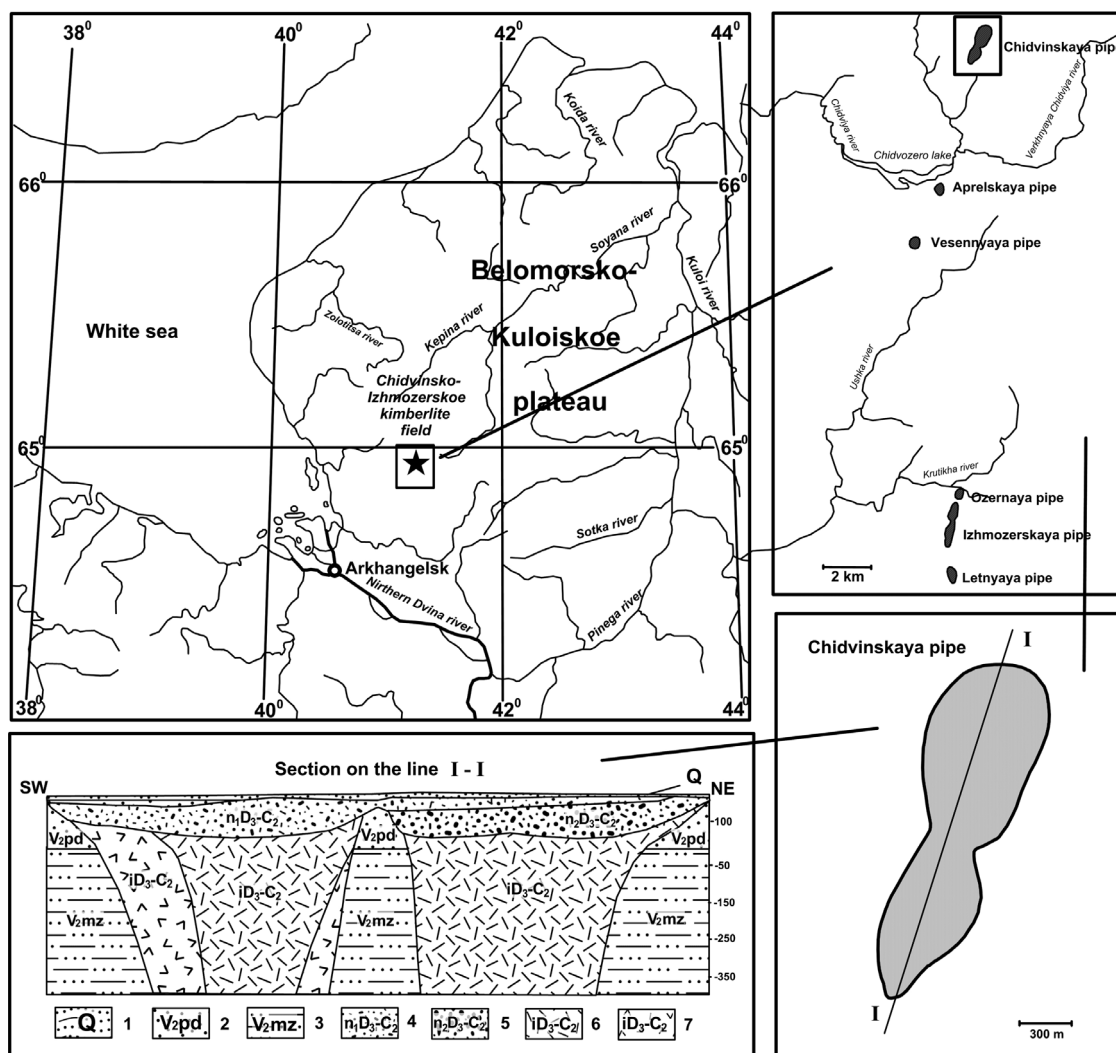 38⁰
40⁰
42⁰
44⁰
Koida river
66⁰
66⁰
Soyana river
Belomorsko-
Kuloi river
White sea
Zolotitsa river
Kepina river
Kuloiskoe
Chidvinsko-
Izhmozerskoe
kimberlite
field
plateau
65⁰
65⁰
Sotka river
Arkhangelsk
Nirthern Dvina river
Pinega river
38⁰
40⁰
42⁰
44⁰
Chidvinskaya pipe
Chidviya river
Verkhnyaya Chidviya river
Chidvozero lake
Aprelskaya pipe
Vesennyaya pipe
Ushka river
Krutikha river
Ozernaya pipe
Izhmozerskaya pipe
2 km
Letnyaya pipe
Chidvinskaya pipe
I
I
300 m
Section on the line I - I
SW
Q
NE
n₁D₃-C₂
n₂D₃-C₂
100
V₂pd
V₂pd
V₂pd
-50
iD₃-C₂
iD₃-C₂
iD₃-C₂
-150
V₂mz
V₂mz
V₂mz
-250
-350
Q 1
V₂pd 2
V₂mz 3
n₁D₃-C₂ 4
n₂D₃-C₂ 5
iD₃-C₂ 6
iD₃-C₂ 7